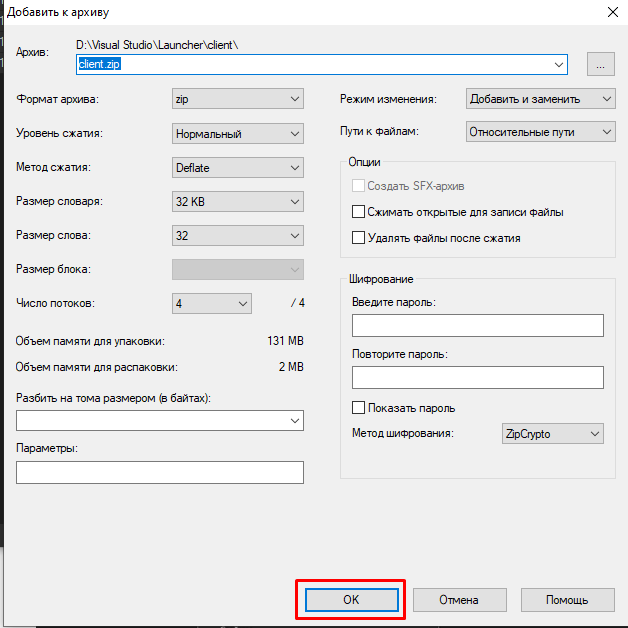 Добавить к архиву
Архив:
D:\Visual Studio\Launcher\client\
client.zip
...
Формат архива:
zip
Уровень сжатия:
Нормальный
Метод сжатия:
Deflate
Размер словаря:
32 KB
Размер слова:
32
Размер блока:
Число потоков:
4
/ 4
Объем памяти для упаковки:
131 MB
Объем памяти для распаковки:
2 MB
Разбить на тома размером (в байтах):
Параметры:
Режим изменения:
Добавить и заменить
Пути к файлам:
Относительные пути
Опции
Создать SFX-архив
Сжимать открытые для записи файлы
Удалять файлы после сжатия
Шифрование
Введите пароль:
Повторите пароль:
Показать пароль
Метод шифрования:
ZipCrypto
OK
Отмена
Помощь